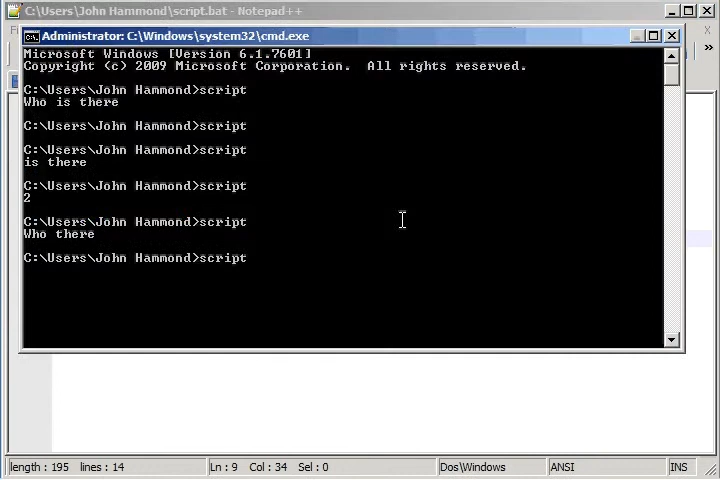 C:\Users\John Hammond\script.bat - Notepad++
Administrator: C:\Windows\system32\cmd.exe
Microsoft Windows [Version 6.1.7601]
Copyright (c) 2009 Microsoft Corporation.  All rights reserved.
C:\Users\John Hammond>script
Who is there
C:\Users\John Hammond>
C:\Users\John Hammond>script
is there
C:\Users\John Hammond>script
2
C:\Users\John Hammond>script
Who there
C:\Users\John Hammond>script
length : 195 lines : 14 Ln : 9 Col : 34 Sel : 0 Dos\Windows ANSI INS